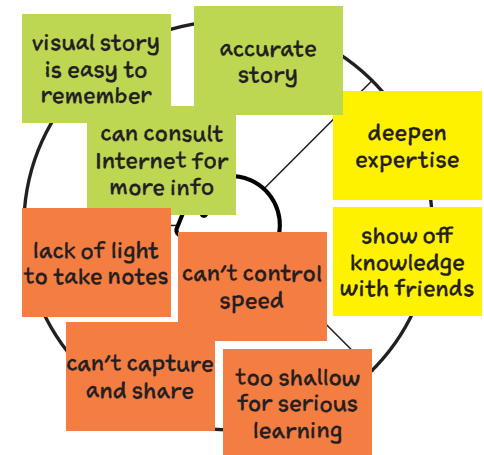 visual story
is easy to
remember
accurate
story
can consult
Internet for
more info
deepen
expertise
show off
knowledge
with friends
lack of light
to take notes
can't control
speed
can't capture
and share
too shallow
for serious
learning